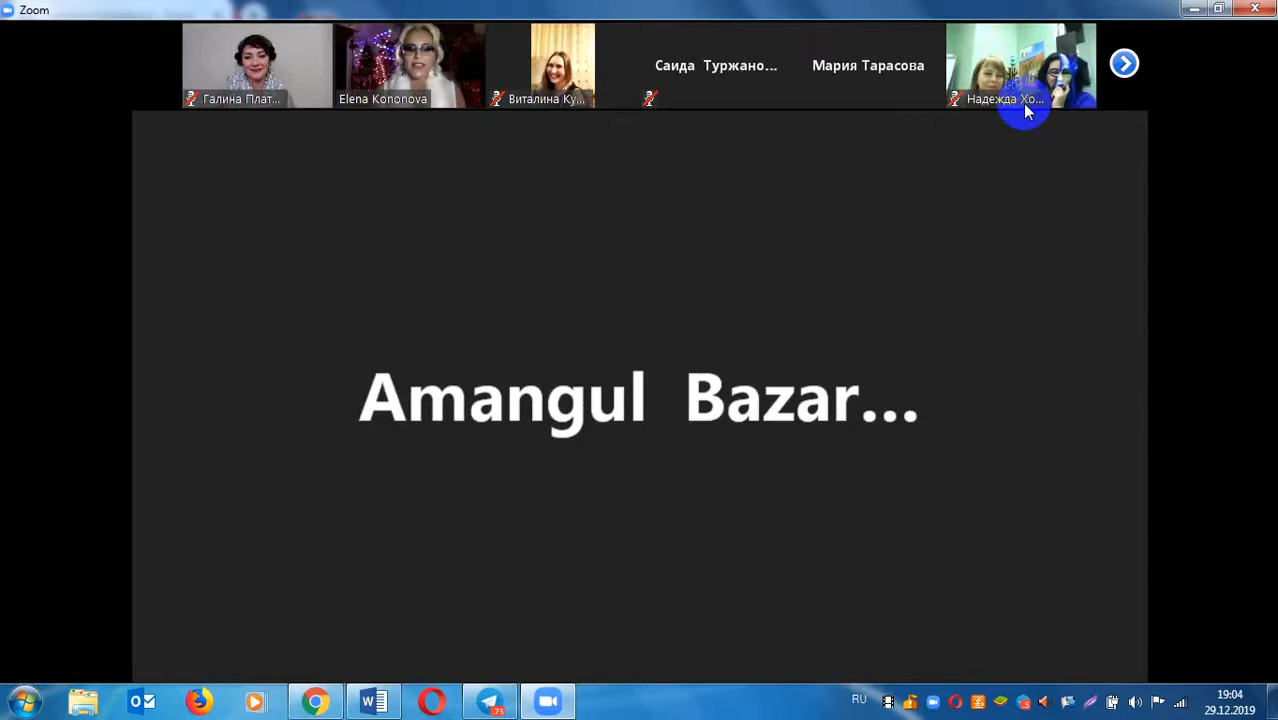 Zoom
Галина Плат...
Elena Kononova
Виталина Ку...
Саида Туржано...
Мария Тарасова
Надежда Хо...
Amangul Bazar...
75
RU
19:04
29.12.2019